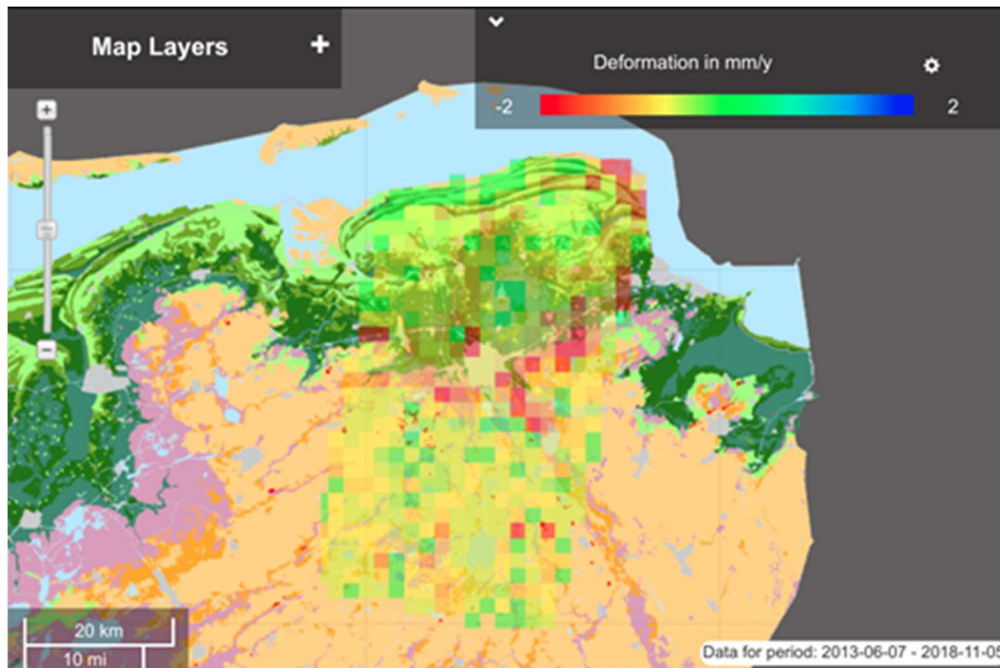 Map Layers +
Deformation in mm/y
-2 2
+
−
20 km
10 mi
Data for period: 2013-06-07 - 2018-11-05